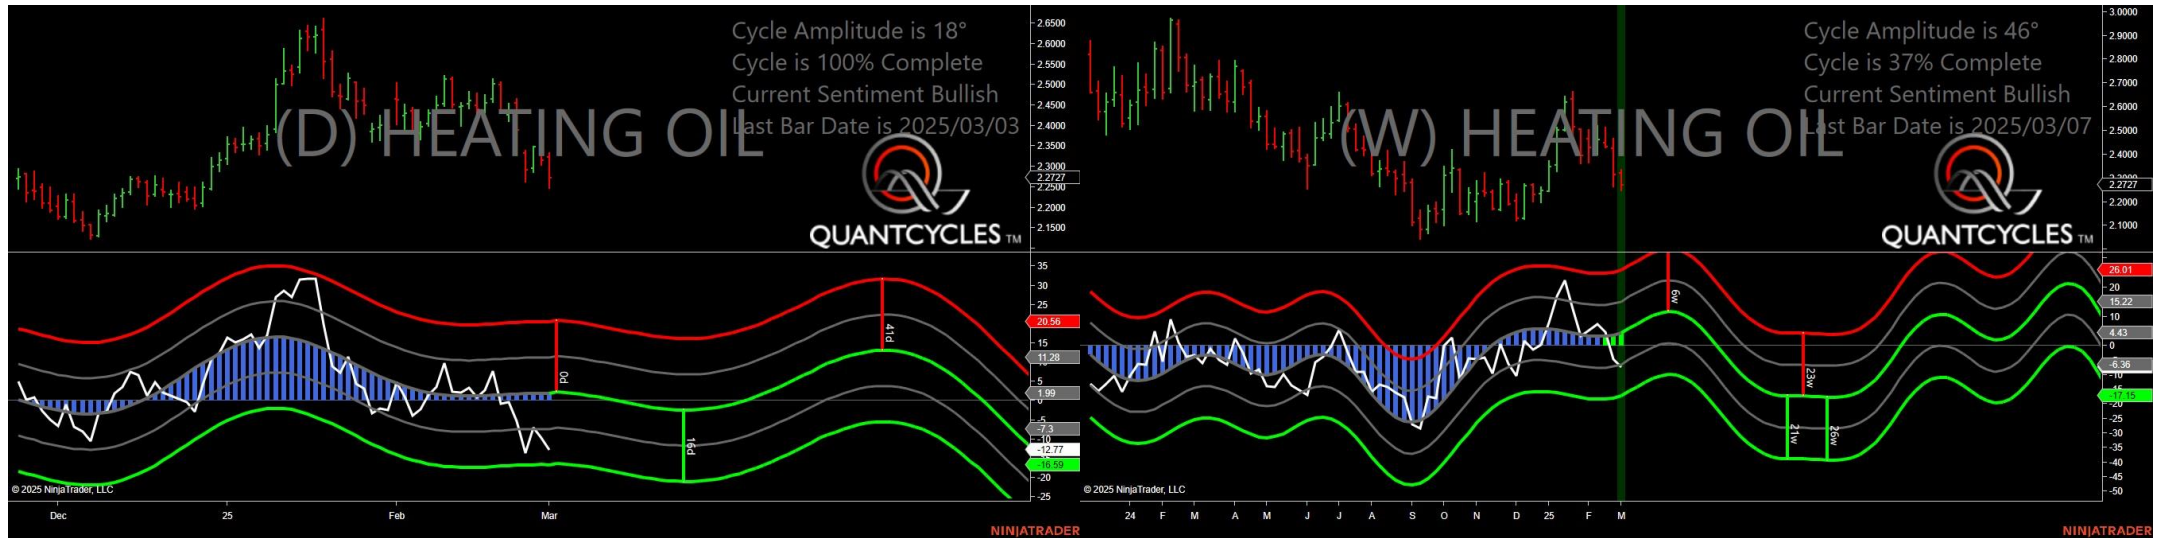 Cycle Amplitude is 18°
Cycle is 100% Complete
Current Sentiment Bullish
Last Bar Date is 2025/03/03
(D) HEATING OIL
QUANTCYCLES TM
2.6500
2.6000
2.5500
2.5000
2.4500
2.4000
2.3500
2.3000
2.2727
2.2500
2.2000
2.1500
35
30
25
20.56
15
11.28
5
1.99
0
-5
-7.3
-10
-12.77
-16.59
-20
-25
0d
16d
41d
© 2025 NinjaTrader, LLC
Dec
25
Feb
Mar
NINJATRADER
Cycle Amplitude is 46°
Cycle is 37% Complete
Current Sentiment Bullish
Last Bar Date is 2025/03/07
(W) HEATING OIL
QUANTCYCLES TM
3.0000
2.9000
2.8000
2.7000
2.6000
2.5000
2.4000
2.2727
2.2000
2.1000
26.01
20
15.22
10
4.43
0
-6.36
-10
-17.15
-20
-25
-30
-35
-40
-45
-50
6w
23w
21w
26w
© 2025 NinjaTrader, LLC
24
F
M
A
M
J
J
A
S
O
N
D
25
F
M
NINJATRADER